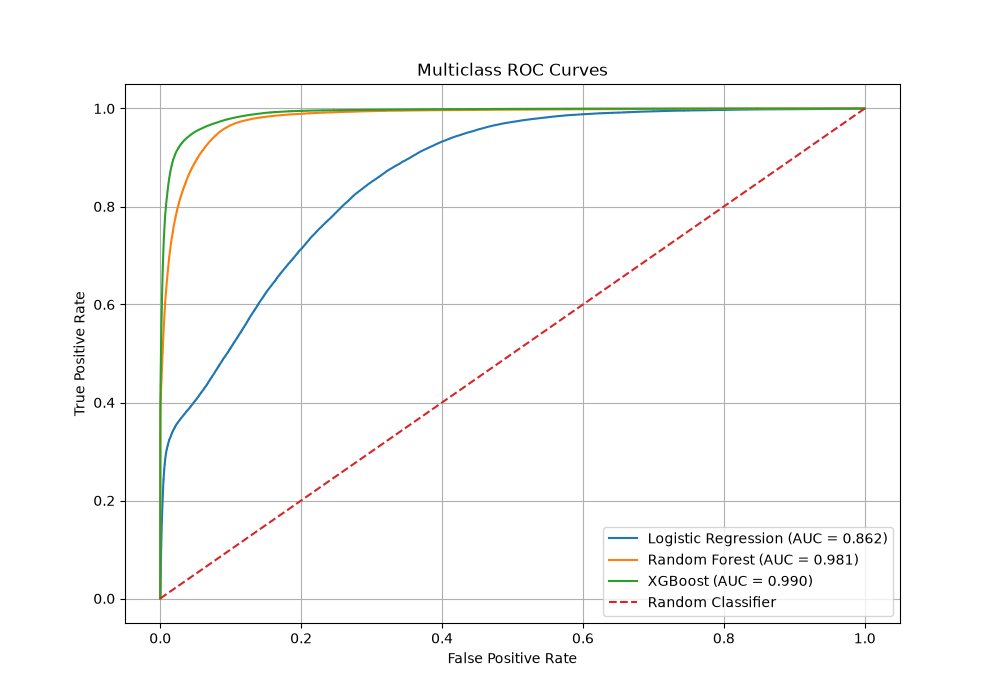 Multiclass ROC Curves
True Positive Rate
1.0
0.8
0.6
0.4
0.2
0.0
Logistic Regression (AUC = 0.862)
Random Forest (AUC = 0.981)
XGBoost (AUC = 0.990)
Random Classifier
0.0 0.2 0.4 0.6 0.8 1.0
False Positive Rate